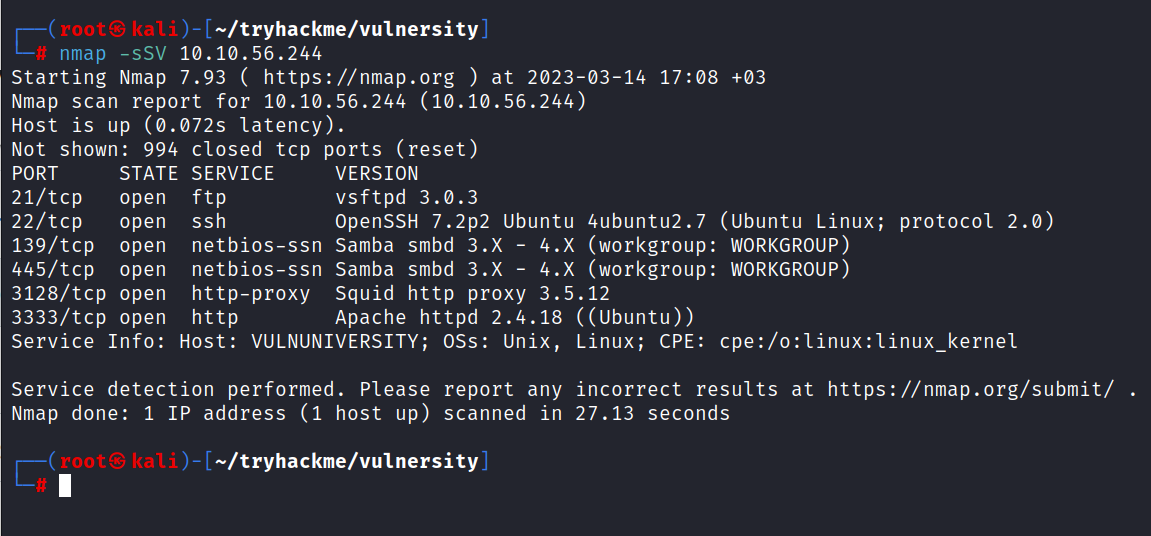 ┌──(root㉿kali)-[~/tryhackme/vulnersity]
└─# nmap -sSV 10.10.56.244
Starting Nmap 7.93 ( https://nmap.org ) at 2023-03-14 17:08 +03
Nmap scan report for 10.10.56.244 (10.10.56.244)
Host is up (0.072s latency).
Not shown: 994 closed tcp ports (reset)
PORT     STATE SERVICE     VERSION
21/tcp   open  ftp         vsftpd 3.0.3
22/tcp   open  ssh         OpenSSH 7.2p2 Ubuntu 4ubuntu2.7 (Ubuntu Linux; protocol 2.0)
139/tcp  open  netbios-ssn Samba smbd 3.X - 4.X (workgroup: WORKGROUP)
445/tcp  open  netbios-ssn Samba smbd 3.X - 4.X (workgroup: WORKGROUP)
3128/tcp open  http-proxy  Squid http proxy 3.5.12
3333/tcp open  http        Apache httpd 2.4.18 ((Ubuntu))
Service Info: Host: VULNUNIVERSITY; OSs: Unix, Linux; CPE: cpe:/o:linux:linux_kernel

Service detection performed. Please report any incorrect results at https://nmap.org/submit/ .
Nmap done: 1 IP address (1 host up) scanned in 27.13 seconds

┌──(root㉿kali)-[~/tryhackme/vulnersity]
└─#